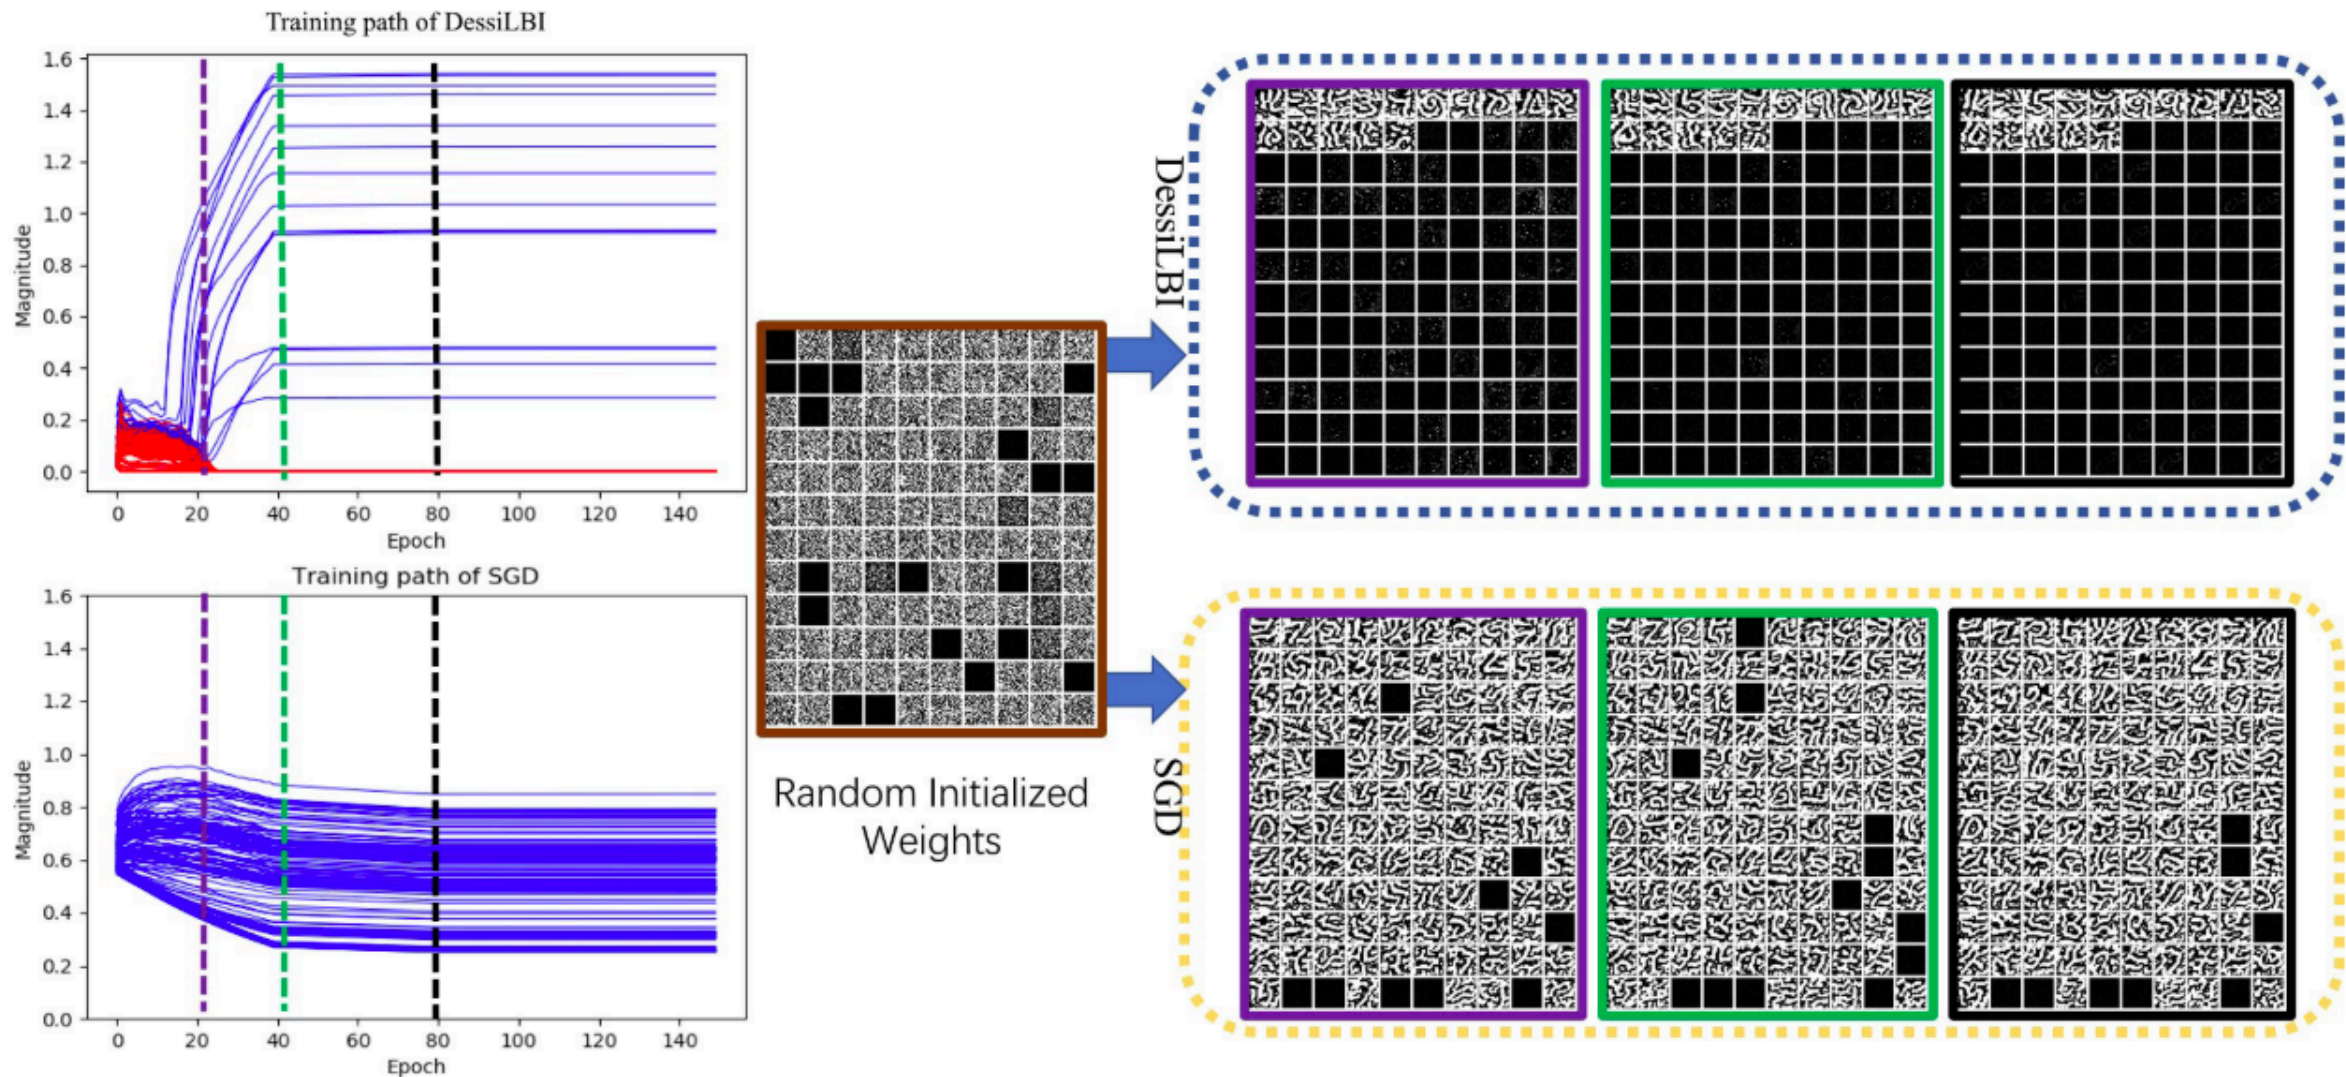 Training path of DessiLBI
1.6
1.4
1.2
1.0
0.8
0.6
0.4
0.2
0.0
Magnitude
0 20 40 60 80 100 120 140
Epoch
Training path of SGD
1.6
1.4
1.2
1.0
0.8
0.6
0.4
0.2
0.0
Magnitude
0 20 40 60 80 100 120 140
Epoch
Random Initialized
Weights
DessiLBI
SGD